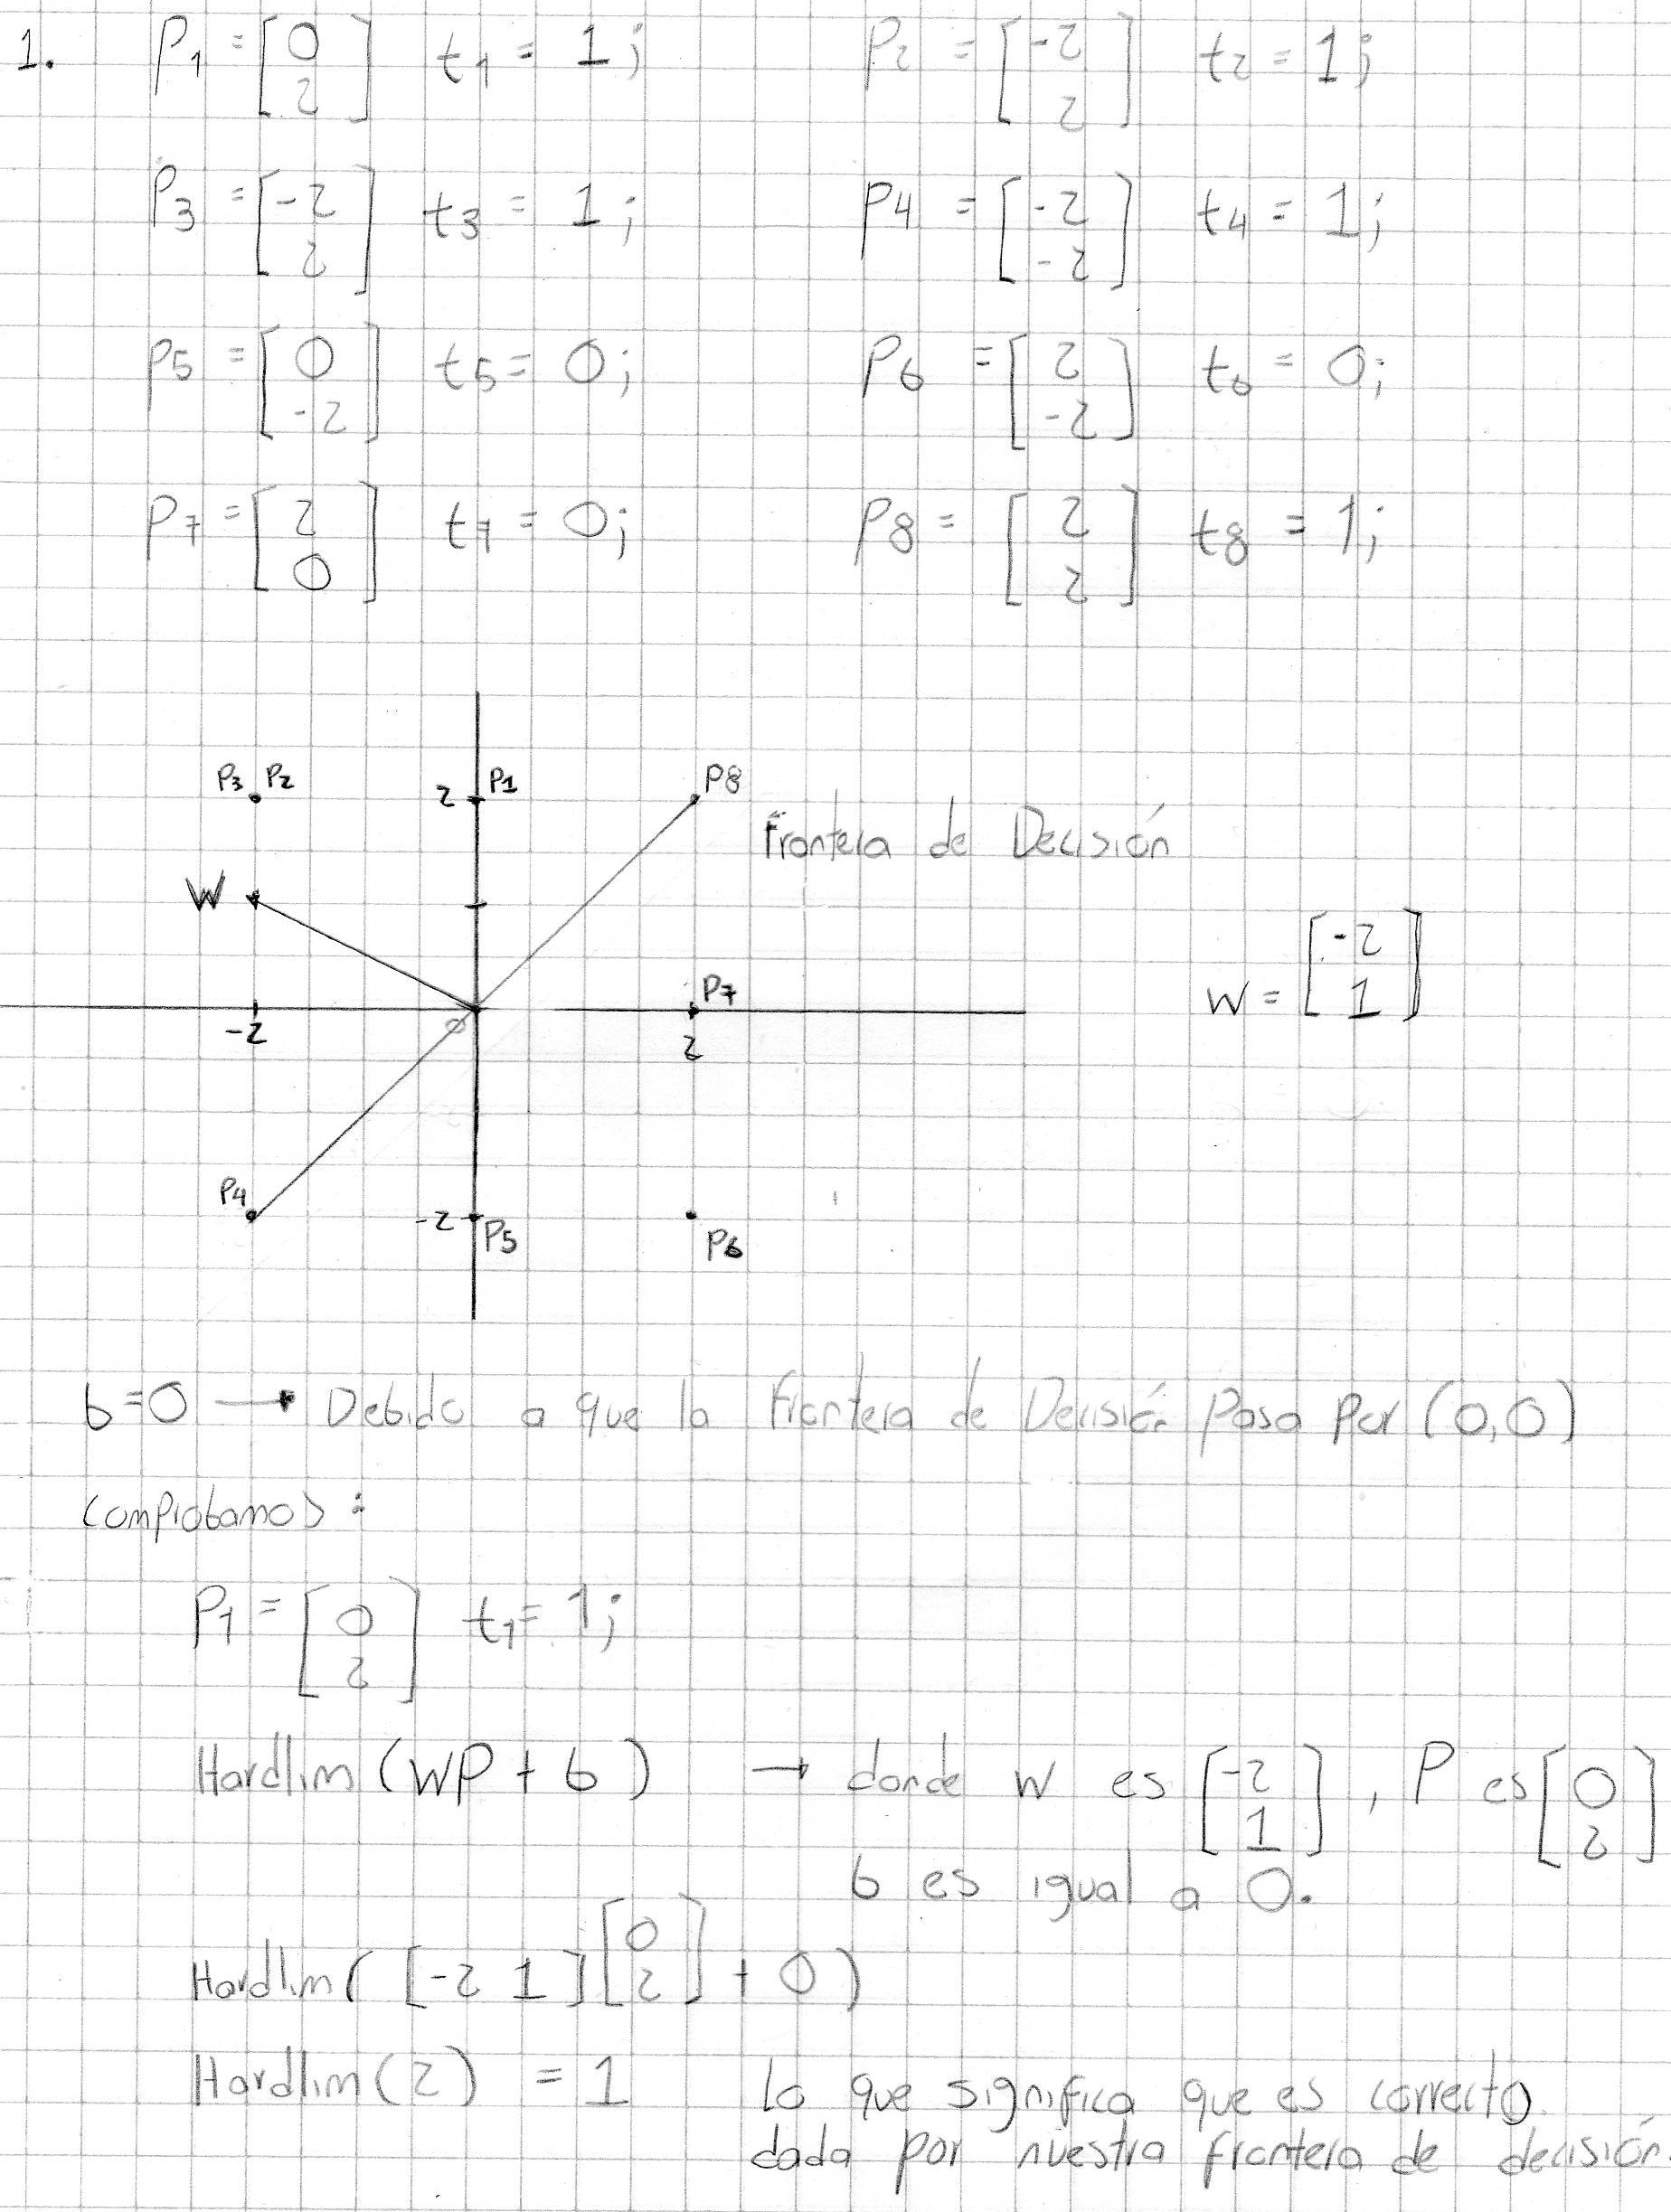 1. P1 = [0 2] t1 = 1; P2 = [-2 2] t2 = 1;
P3 = [-2 2] t3 = 1; P4 = [-2 -2] t4 = 1;
P5 = [0 -2] t5 = 0; P6 = [2 -2] t6 = 0;
P7 = [2 0] t7 = 0; P8 = [2 2] t8 = 1;
P3 P2 2 P1 P8
Frontera de Decisión
W
W = [-2 1]
P7
-2 0 2
P4 -2 P5 P6
b=0 → Debido a que la Frontera de Decisión Pasa Por (0,0)
Comprobamos:
P1 = [0 2] t1 = 1;
Hardlim (WP + b) → donde W es [-2 1], P es [0 2]
b es igual a 0.
Hardlim ( [-2 1] [0 2] + 0)
Hardlim (2) = 1 lo que significa que es correcto
dada por nuestra frontera de decisión.